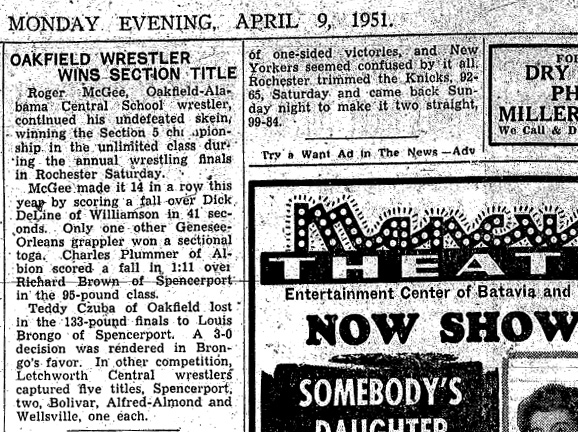 MONDAY EVENING, APRIL 9, 1951.
OAKFIELD WRESTLER
WINS SECTION TITLE
Roger McGee, Oakfield-Ala-
bama Central School wrestler,
continued his undefeated skein,
winning the Section 5 ch ipion-
ship in the unlimited class dur-
ing the annual wrestling finals
in Rochester Saturday.
McGee made it 14 in a row this
year by scoring a fall over Dick
DeLine of Williamson in 41 sec-
onds. Only one other Genesee-
Orleans grappler won a sectional
toga. Charles Plummer of Al-
bion scored a fall in 1:11 over
Richard Brown of Spencerport
in the 95-pound class.
Teddy Czuba of Oakfield lost
in the 133-pound finals to Louis
Brongo of Spencerport. A 3-0
decision was rendered in Bron-
go's favor. In other competition,
Letchworth Central wrestlers
captured five titles, Spencerport,
two, Bolivar, Alfred-Almond and
Wellsville, one each.
of one-sided victories, and New
Yorkers seemed confused by it all
Rochester trimmed the Knicks, 92-
65, Saturday and came back Sun-
day night to make it two straight,
99-84.
Try a Want Ad in The News—Adv
FO
DRY
PH
MILLER
We Call & D
THEAT
Entertainment Center of Batavia and
NOW SHOW
SOMEBODY'S
DAUGHTER